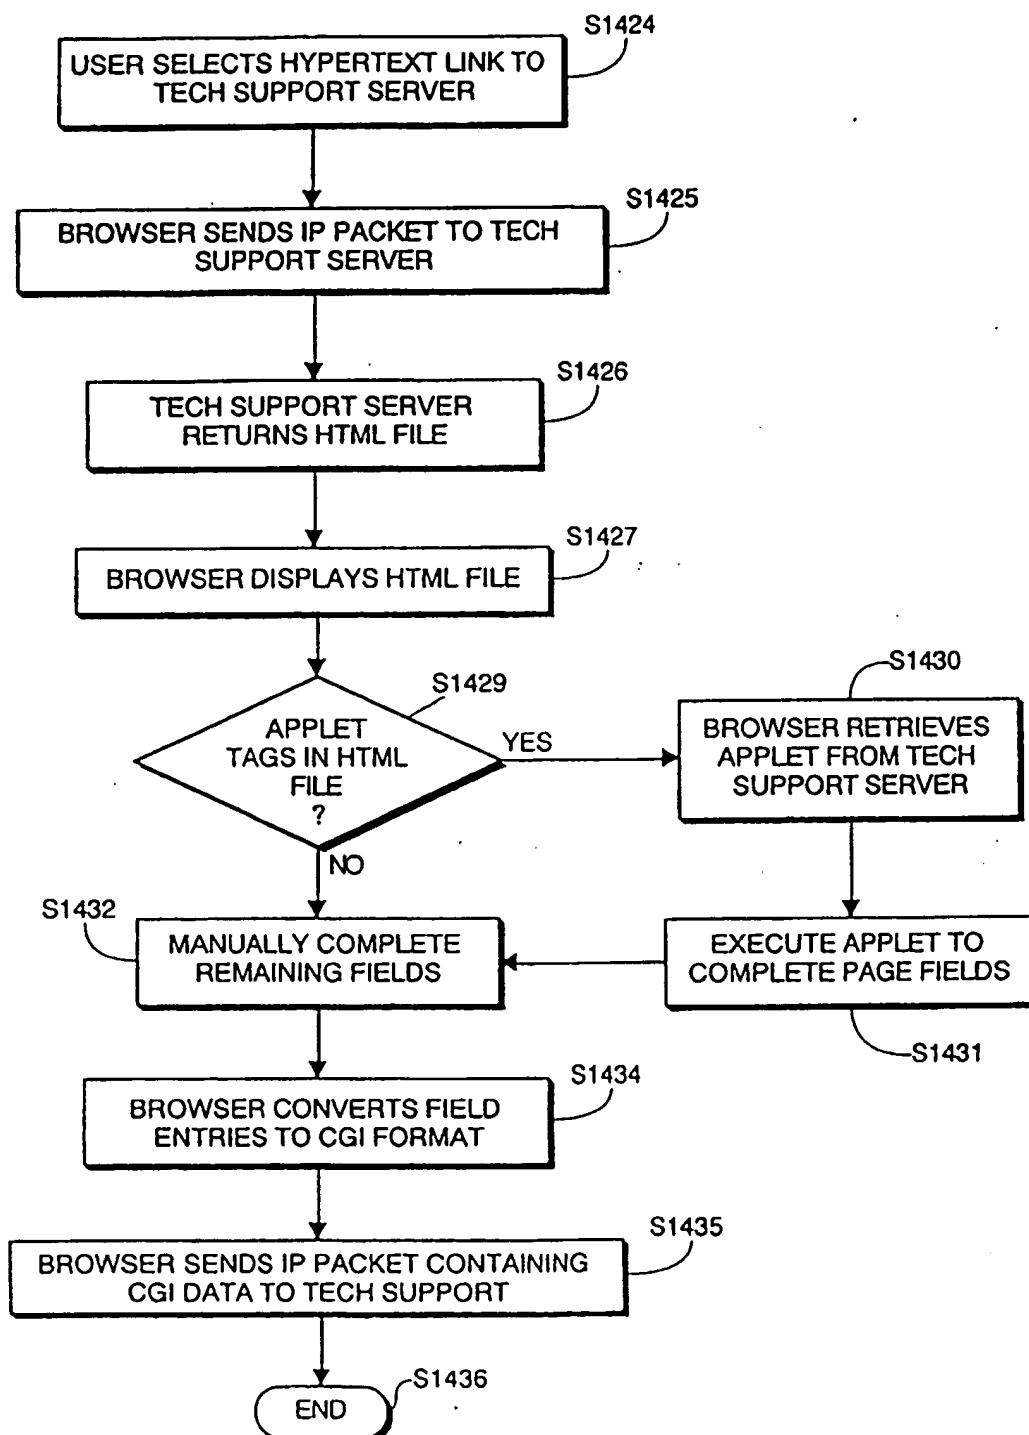 S1424
USER SELECTS HYPERTEXT LINK TO
TECH SUPPORT SERVER
S1425
BROWSER SENDS IP PACKET TO TECH
SUPPORT SERVER
S1426
TECH SUPPORT SERVER
RETURNS HTML FILE
S1427
BROWSER DISPLAYS HTML FILE
S1429
APPLET
TAGS IN HTML
FILE
?
YES
NO
S1430
BROWSER RETRIEVES
APPLET FROM TECH
SUPPORT SERVER
S1432
MANUALLY COMPLETE
REMAINING FIELDS
EXECUTE APPLET TO
COMPLETE PAGE FIELDS
S1431
S1434
BROWSER CONVERTS FIELD
ENTRIES TO CGI FORMAT
S1435
BROWSER SENDS IP PACKET CONTAINING
CGI DATA TO TECH SUPPORT
S1436
END